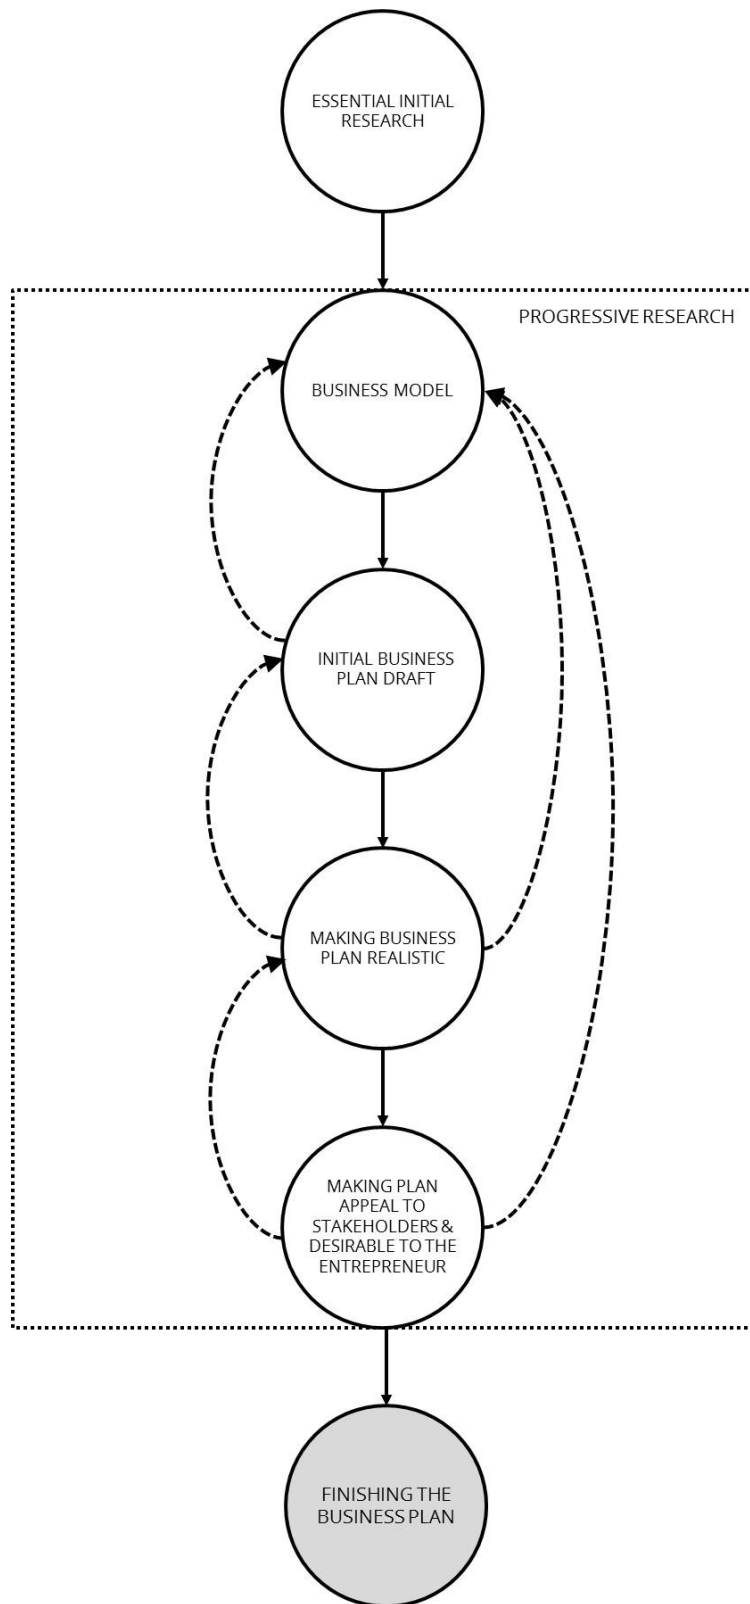 ESSENTIAL INITIAL
RESEARCH
PROGRESSIVE RESEARCH
BUSINESS MODEL
INITIAL BUSINESS
PLAN DRAFT
MAKING BUSINESS
PLAN REALISTIC
MAKING PLAN
APPEAL TO
STAKEHOLDERS &
DESIRABLE TO THE
ENTREPRENEUR
FINISHING THE
BUSINESS PLAN